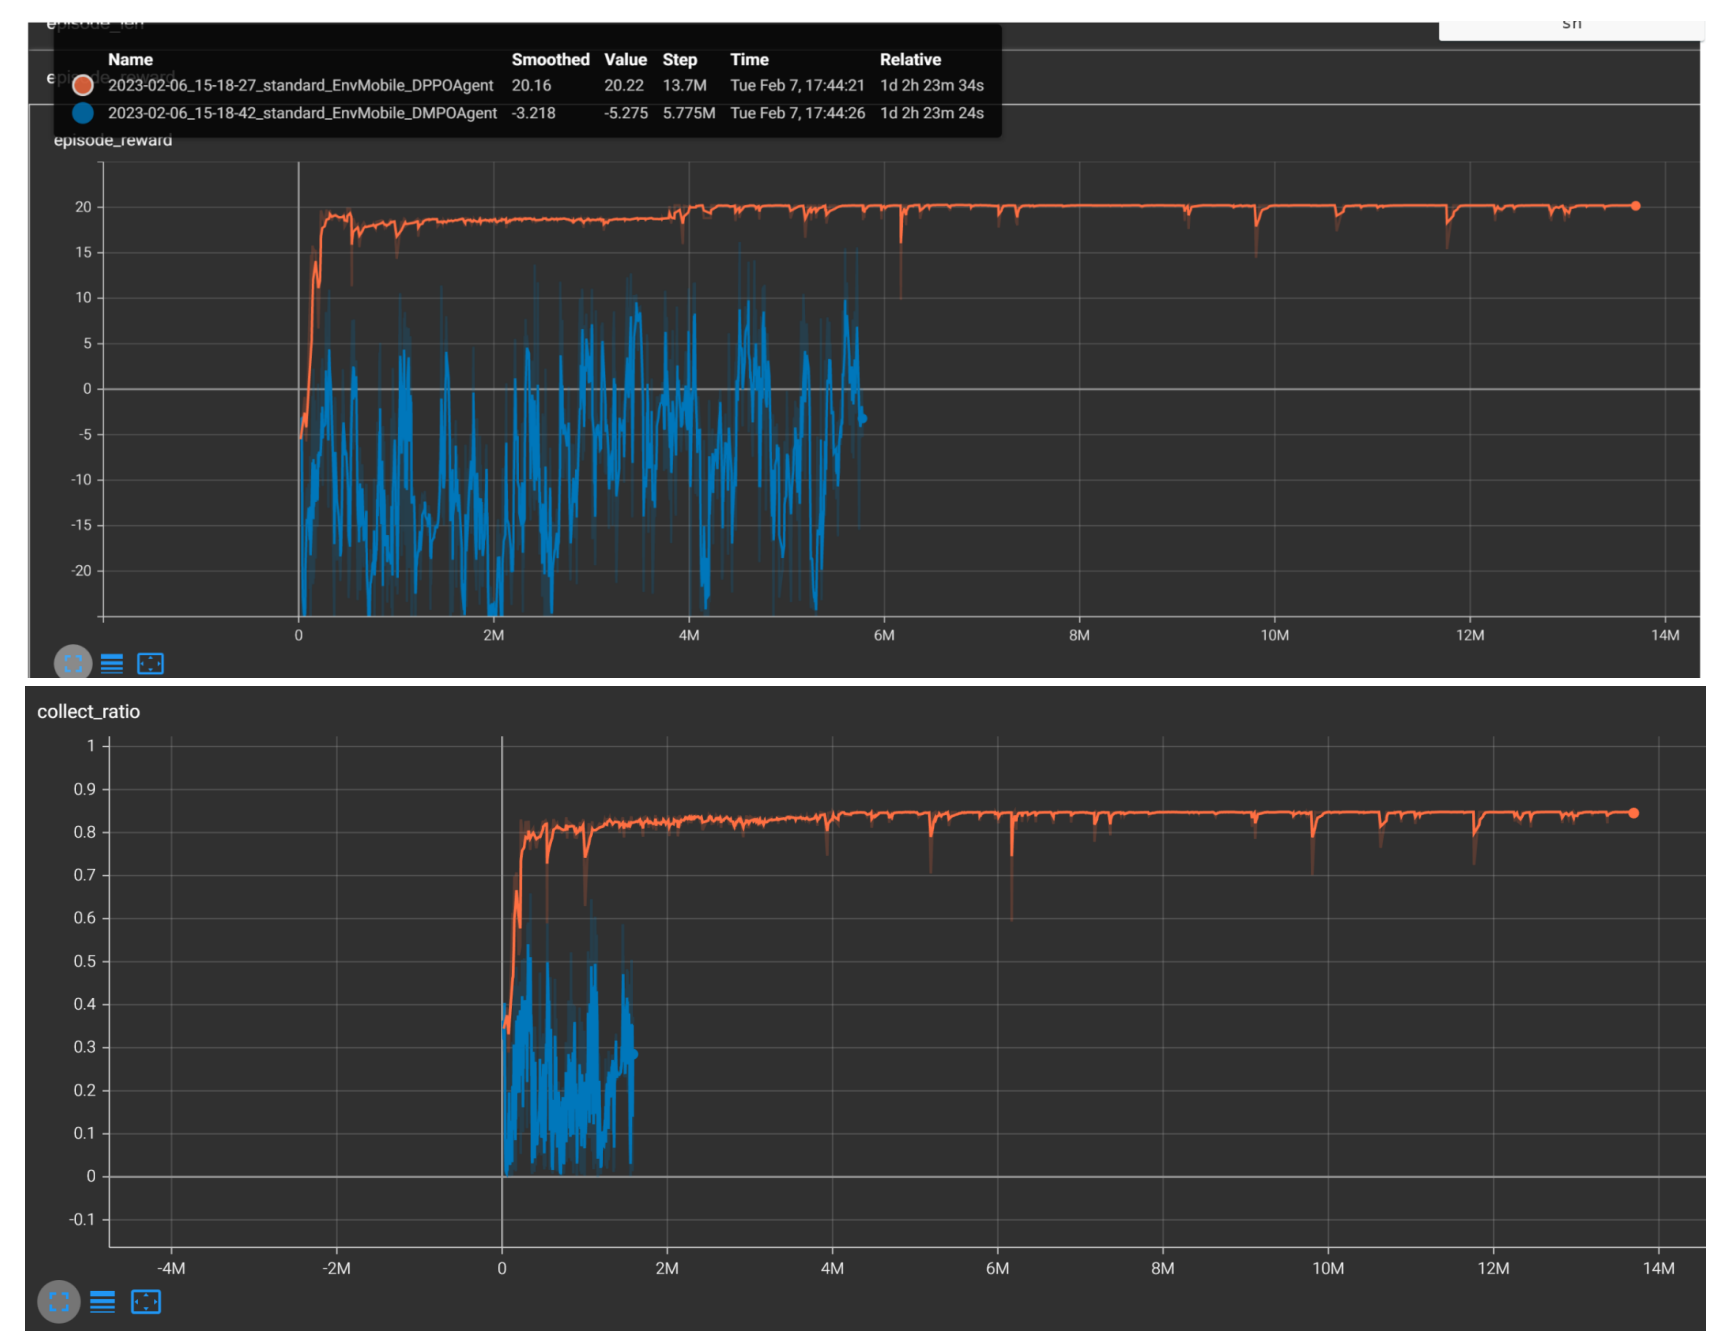 episode_len
sn
Name Smoothed Value Step Time Relative
episode_reward
2023-02-06_15-18-27_standard_EnvMobile_DPPOAgent 20.16 20.22 13.7M Tue Feb 7, 17:44:21 1d 2h 23m 34s
2023-02-06_15-18-42_standard_EnvMobile_DMPOAgent -3.218 -5.275 5.775M Tue Feb 7, 17:44:26 1d 2h 23m 24s
episode_reward
20
15
10
5
0
-5
-10
-15
-20
0 2M 4M 6M 8M 10M 12M 14M
collect_ratio
1
0.9
0.8
0.7
0.6
0.5
0.4
0.3
0.2
0.1
0
-0.1
-4M -2M 0 2M 4M 6M 8M 10M 12M 14M